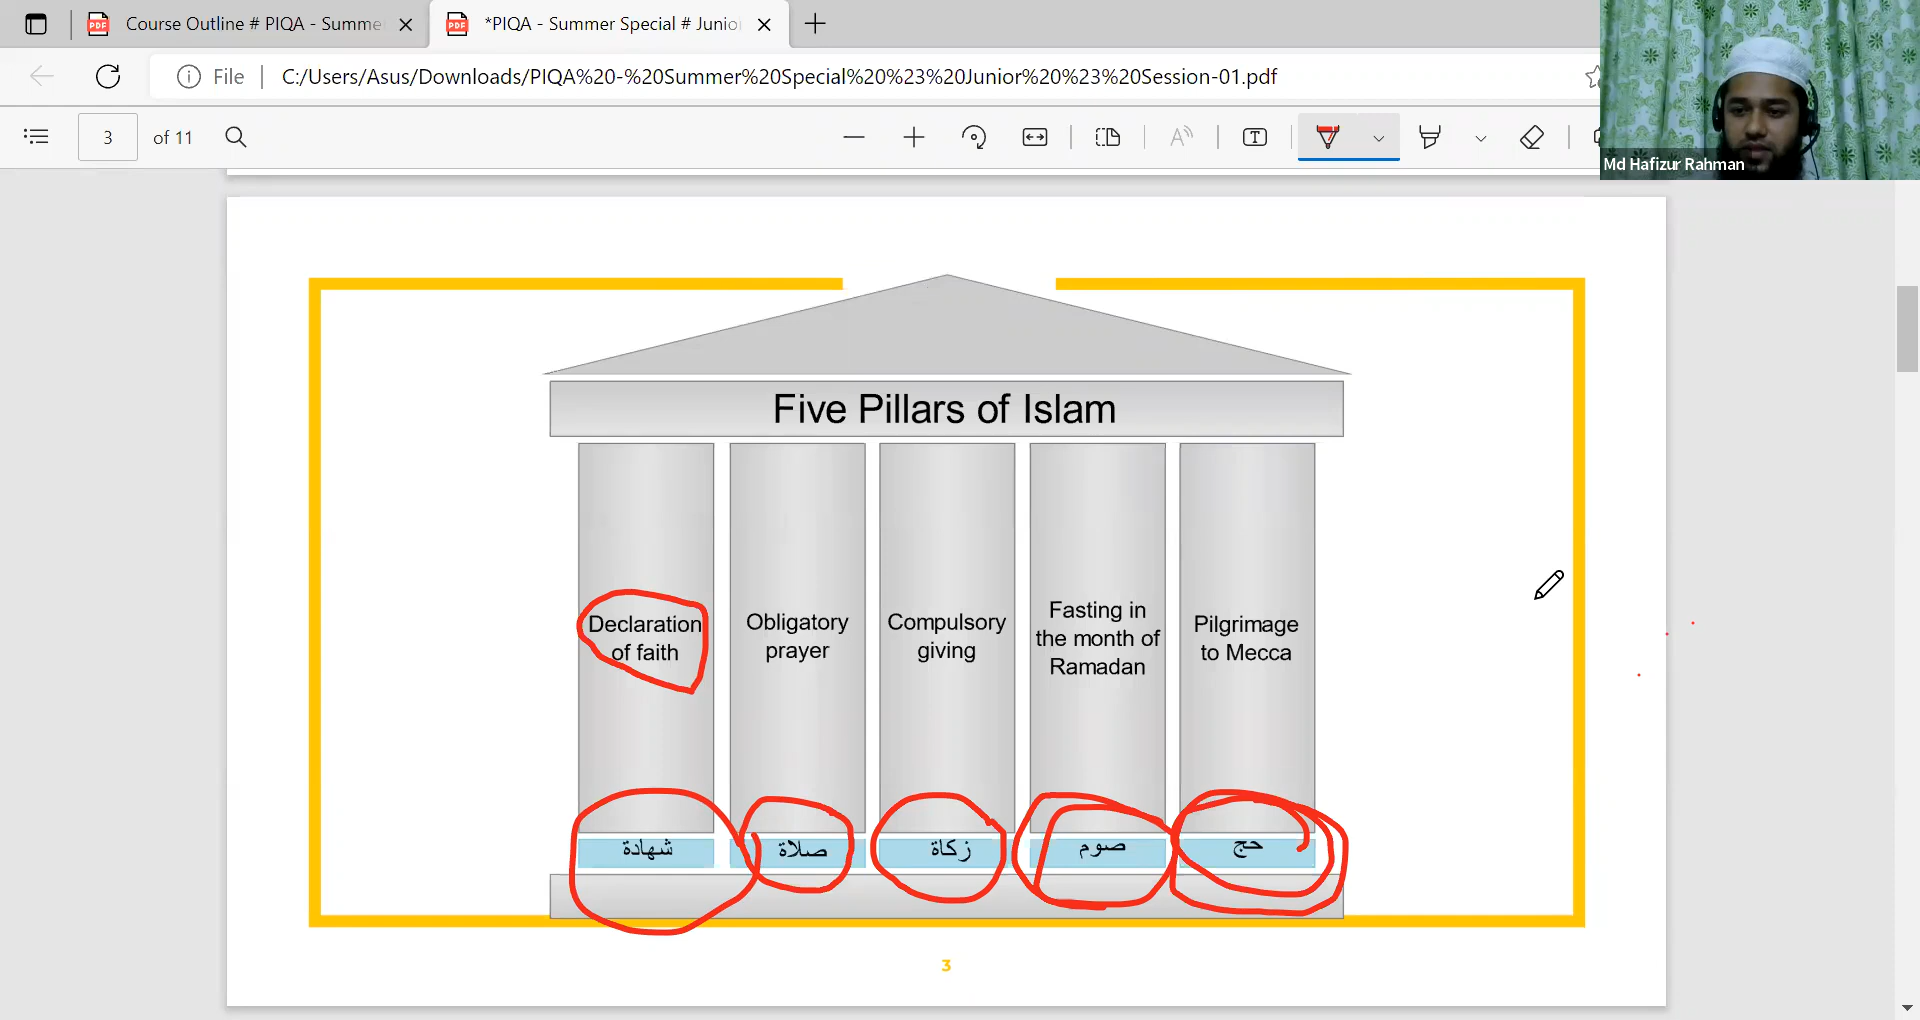 Course Outline # PIQA - Summe
*PIQA - Summer Special # Junio
File
C:/Users/Asus/Downloads/PIQA%20-%20Summer%20Special%20%23%20Junior%20%23%20Session-01.pdf
3 of 11
Md Hafizur Rahman
Five Pillars of Islam
Declaration
of faith
Obligatory
prayer
Compulsory
giving
Fasting in
the month of
Ramadan
Pilgrimage
to Mecca
شهادة
صلاة
زكاة
صوم
حج
3